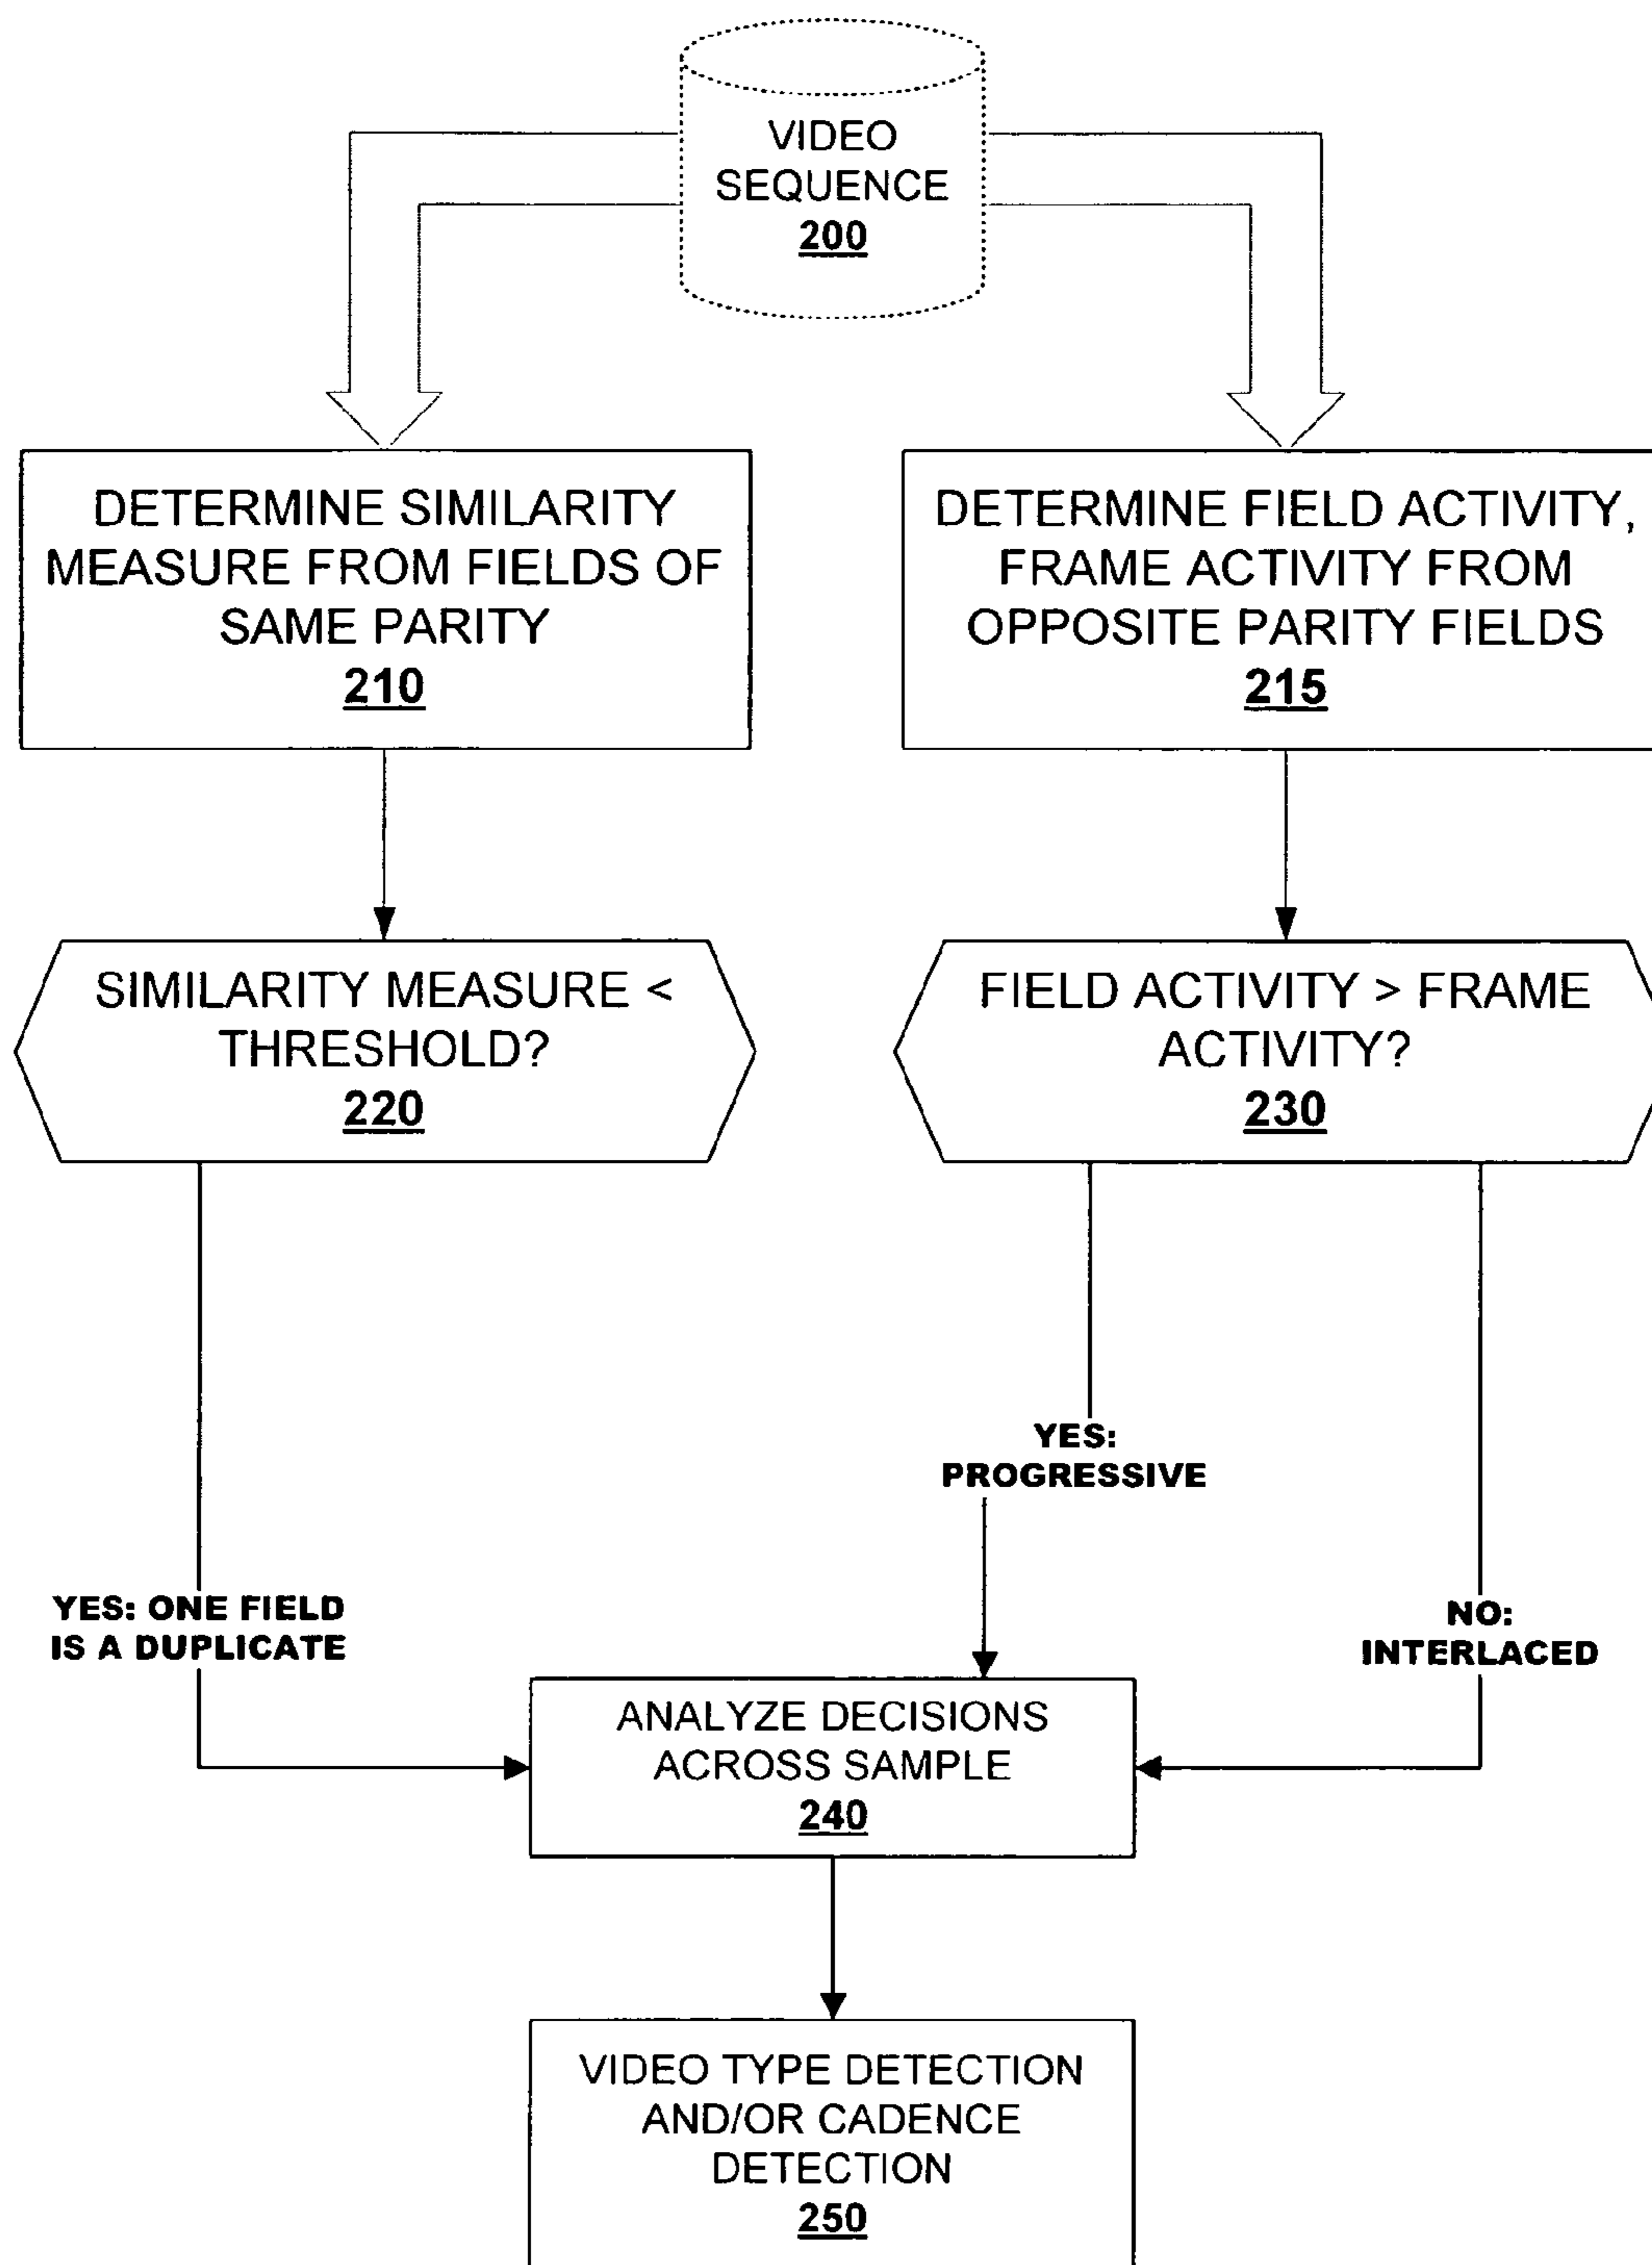 VIDEO
SEQUENCE
200
DETERMINE SIMILARITY
MEASURE FROM FIELDS OF
SAME PARITY
210
DETERMINE FIELD ACTIVITY,
FRAME ACTIVITY FROM
OPPOSITE PARITY FIELDS
215
SIMILARITY MEASURE <
THRESHOLD?
220
FIELD ACTIVITY > FRAME
ACTIVITY?
230
YES:
PROGRESSIVE
YES: ONE FIELD
IS A DUPLICATE
NO:
INTERLACED
ANALYZE DECISIONS
ACROSS SAMPLE
240
VIDEO TYPE DETECTION
AND/OR CADENCE
DETECTION
250